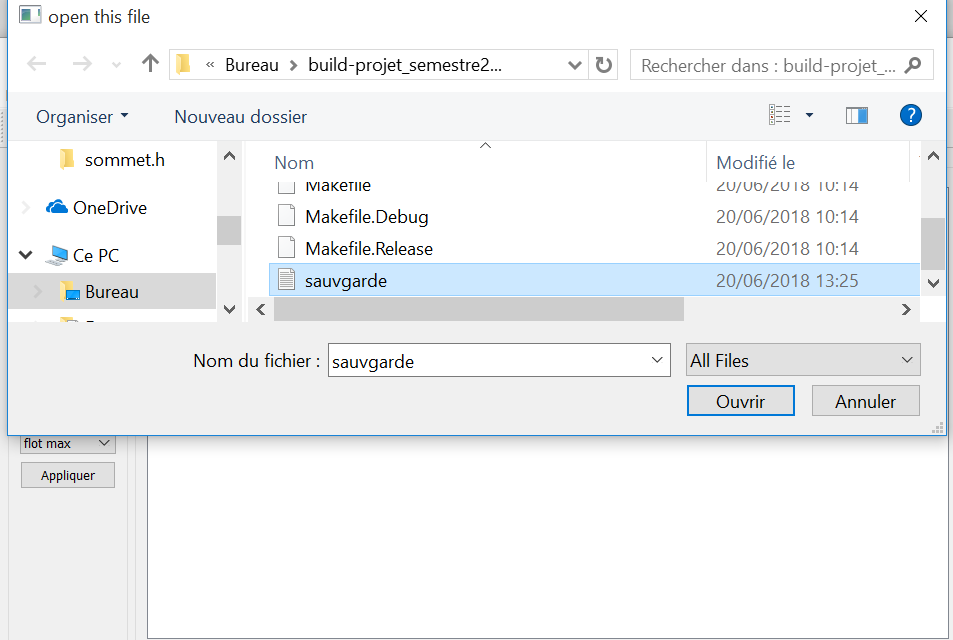 open this file
« Bureau > build-projet_semestre2...
Rechercher dans : build-projet_...
Organiser
Nouveau dossier
?
sommet.h
OneDrive
Ce PC
Bureau
Nom
Modifié le
Makefile
20/06/2018 10:14
Makefile.Debug
20/06/2018 10:14
Makefile.Release
20/06/2018 10:14
sauvgarde
20/06/2018 13:25
Nom du fichier :
sauvgarde
All Files
Ouvrir
Annuler
flot max
Appliquer